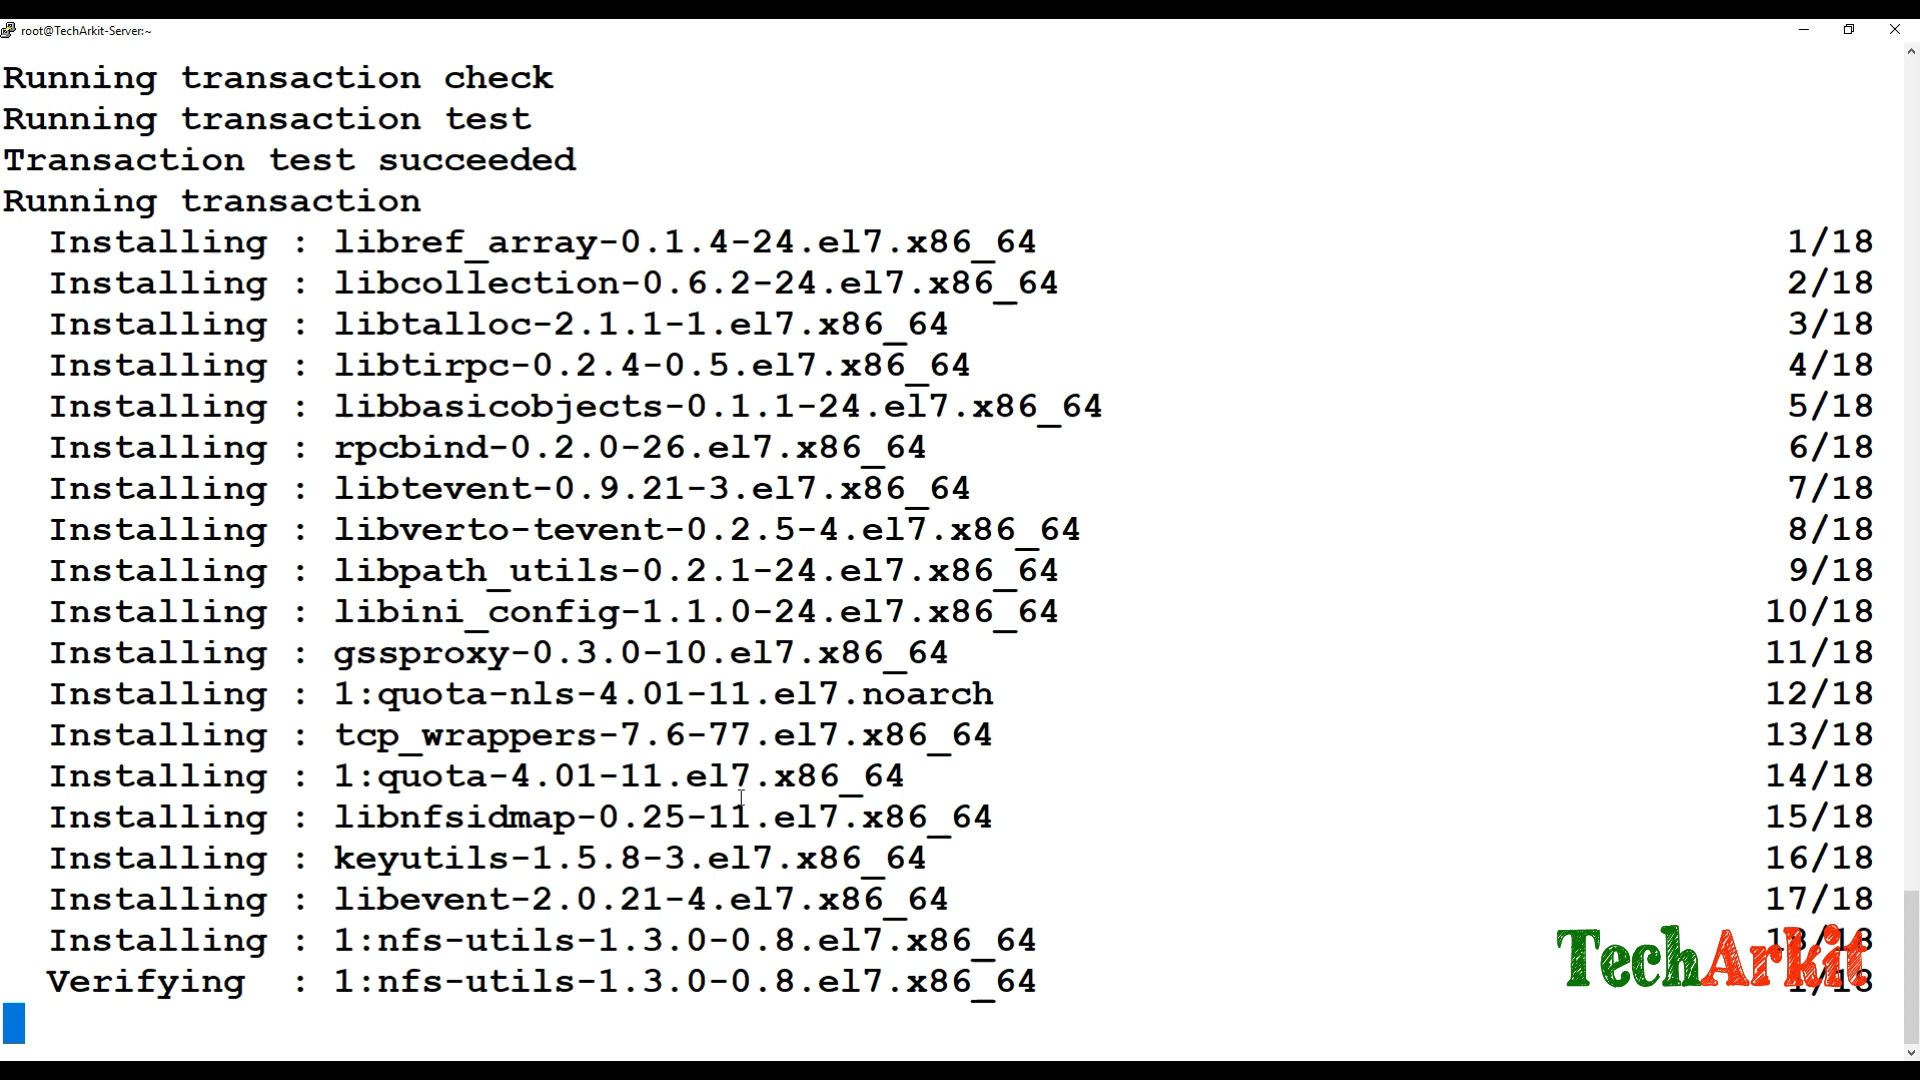 root@TechArkit-Server:~
Running transaction check
Running transaction test
Transaction test succeeded
Running transaction
Installing : libref_array-0.1.4-24.el7.x86_64 1/18
Installing : libcollection-0.6.2-24.el7.x86_64 2/18
Installing : libtalloc-2.1.1-1.el7.x86_64 3/18
Installing : libtirpc-0.2.4-0.5.el7.x86_64 4/18
Installing : libbasicobjects-0.1.1-24.el7.x86_64 5/18
Installing : rpcbind-0.2.0-26.el7.x86_64 6/18
Installing : libtevent-0.9.21-3.el7.x86_64 7/18
Installing : libverto-tevent-0.2.5-4.el7.x86_64 8/18
Installing : libpath_utils-0.2.1-24.el7.x86_64 9/18
Installing : libini_config-1.1.0-24.el7.x86_64 10/18
Installing : gssproxy-0.3.0-10.el7.x86_64 11/18
Installing : 1:quota-nls-4.01-11.el7.noarch 12/18
Installing : tcp_wrappers-7.6-77.el7.x86_64 13/18
Installing : 1:quota-4.01-11.el7.x86_64 14/18
Installing : libnfsidmap-0.25-11.el7.x86_64 15/18
Installing : keyutils-1.5.8-3.el7.x86_64 16/18
Installing : libevent-2.0.21-4.el7.x86_64 17/18
Installing : 1:nfs-utils-1.3.0-0.8.el7.x86_64 18/18
Verifying : 1:nfs-utils-1.3.0-0.8.el7.x86_64 1/18
TechArkit